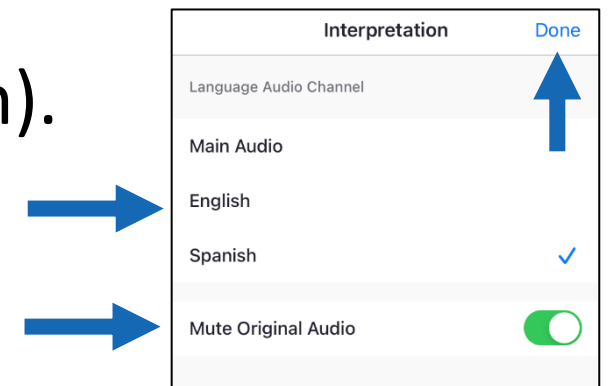 n).
Interpretation Done
Language Audio Channel
Main Audio
English
Spanish
Mute Original Audio